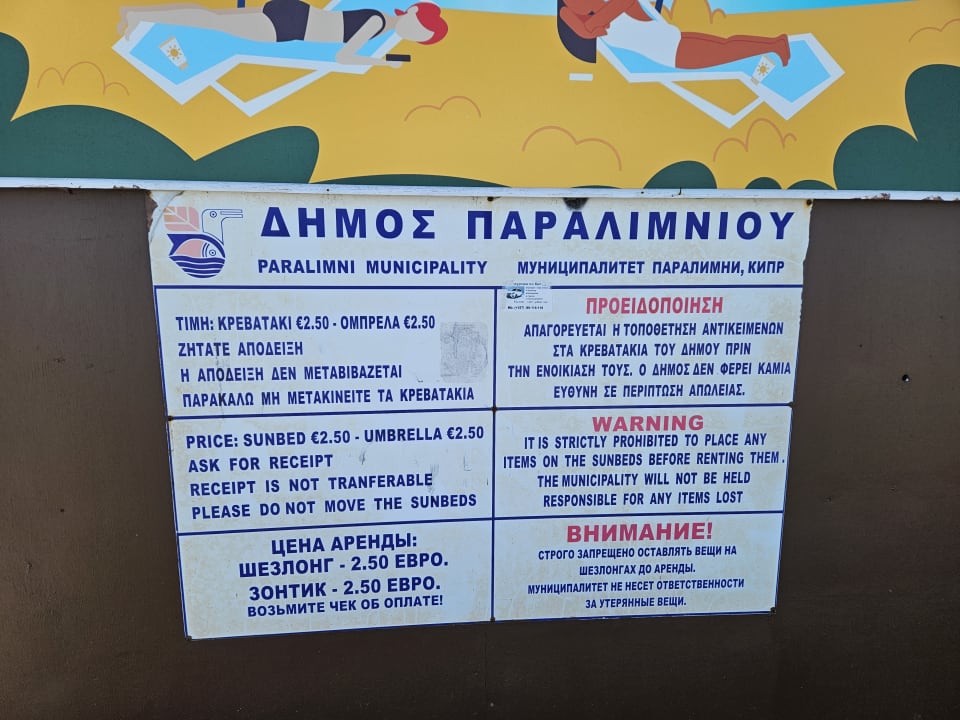 ΔΗΜΟΣ ΠΑΡΑΛΙΜΝΙΟΥ
PARALIMNI MUNICIPALITY
МУНИЦИПАЛИТЕТ ПАРАЛИМНИ, КИПР
ΤΙΜΗ: ΚΡΕΒΑΤΑΚΙ €2.50 - ΟΜΠΡΕΛΑ €2.50
ΖΗΤΑΤΕ ΑΠΟΔΕΙΞΗ
Η ΑΠΟΔΕΙΞΗ ΔΕΝ ΜΕΤΑΒΙΒΑΖΕΤΑΙ
ΠΑΡΑΚΑΛΩ ΜΗ ΜΕΤΑΚΙΝΕΙΤΕ ΤΑ ΚΡΕΒΑΤΑΚΙΑ
ΠΡΟΕΙΔΟΠΟΙΗΣΗ
ΑΠΑΓΟΡΕΥΕΤΑΙ Η ΤΟΠΟΘΕΤΗΣΗ ΑΝΤΙΚΕΙΜΕΝΩΝ
ΣΤΑ ΚΡΕΒΑΤΑΚΙΑ ΤΟΥ ΔΗΜΟΥ ΠΡΙΝ
ΤΗΝ ΕΝΟΙΚΙΑΣΗ ΤΟΥΣ. Ο ΔΗΜΟΣ ΔΕΝ ΦΕΡΕΙ ΚΑΜΙΑ
ΕΥΘΥΝΗ ΣΕ ΠΕΡΙΠΤΩΣΗ ΑΠΩΛΕΙΑΣ.
PRICE: SUNBED €2.50 - UMBRELLA €2.50
ASK FOR RECEIPT
RECEIPT IS NOT TRANFERABLE
PLEASE DO NOT MOVE THE SUNBEDS
WARNING
IT IS STRICTLY PROHIBITED TO PLACE ANY
ITEMS ON THE SUNBEDS BEFORE RENTING THEM.
THE MUNICIPALITY WILL NOT BE HELD
RESPONSIBLE FOR ANY ITEMS LOST
ЦЕНА АРЕНДЫ:
ШЕЗЛОНГ - 2.50 ЕВРО.
ЗОНТИК - 2.50 ЕВРО.
ВОЗЬМИТЕ ЧЕК ОБ ОПЛАТЕ!
ВНИМАНИЕ!
СТРОГО ЗАПРЕЩЕНО ОСТАВЛЯТЬ ВЕЩИ НА
ШЕЗЛОНГАХ ДО АРЕНДЫ.
МУНИЦИПАЛИТЕТ НЕ НЕСЕТ ОТВЕТСТВЕННОСТИ
ЗА УТЕРЯННЫЕ ВЕЩИ.